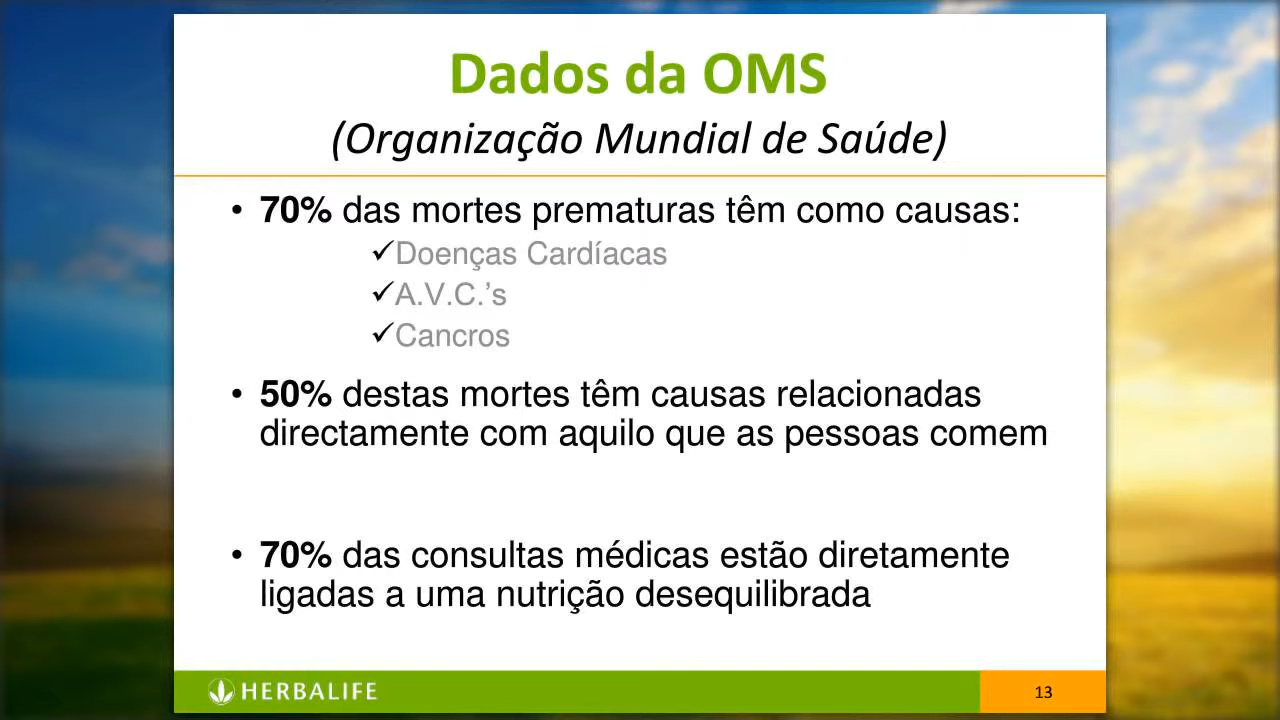 Dados da OMS
(Organização Mundial de Saúde)
• 70% das mortes prematuras têm como causas:
✓Doenças Cardíacas
✓A.V.C.’s
✓Cancros
• 50% destas mortes têm causas relacionadas
directamente com aquilo que as pessoas comem
• 70% das consultas médicas estão diretamente
ligadas a uma nutrição desequilibrada
HERBALIFE
13